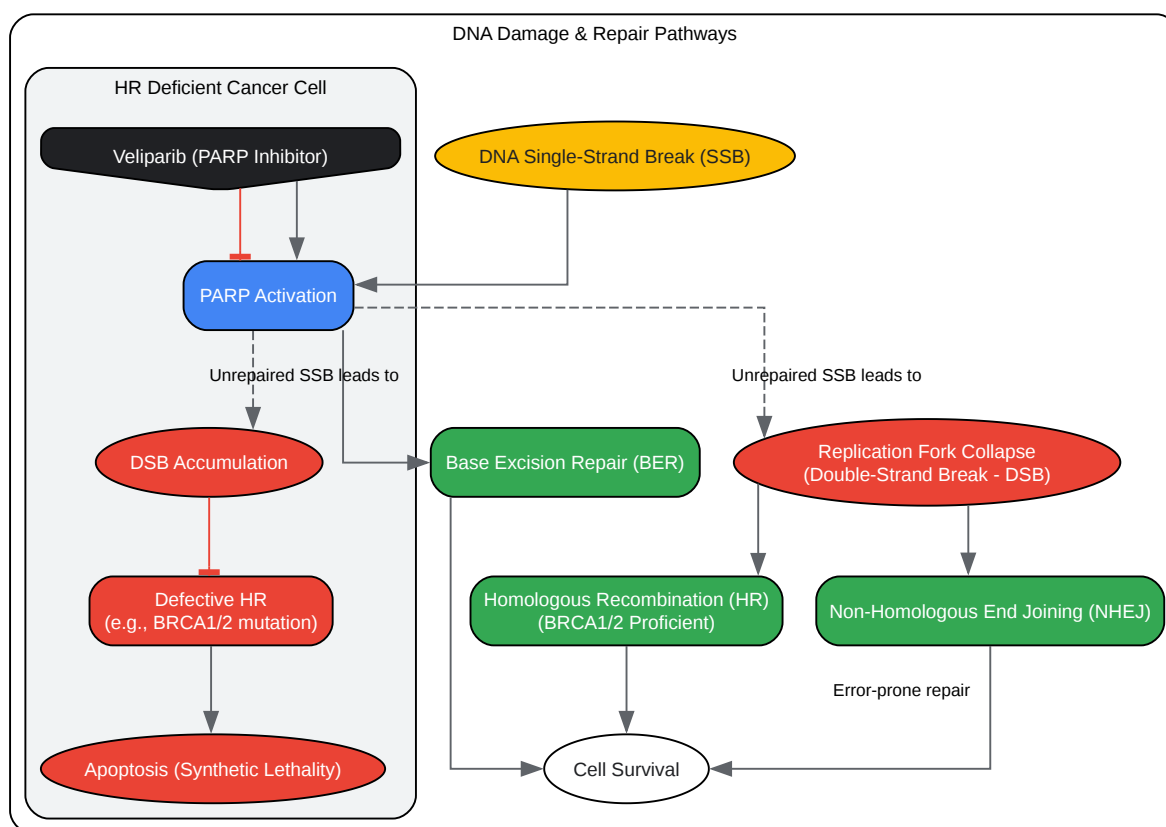 DNA Damage & Repair Pathways
HR Deficient Cancer Cell
Veliparib (PARP Inhibitor)
DNA Single-Strand Break (SSB)
PARP Activation
Unrepaired SSB leads to
Unrepaired SSB leads to
DSB Accumulation
Base Excision Repair (BER)
Replication Fork Collapse
(Double-Strand Break - DSB)
Defective HR
(e.g., BRCA1/2 mutation)
Homologous Recombination (HR)
(BRCA1/2 Proficient)
Non-Homologous End Joining (NHEJ)
Error-prone repair
Apoptosis (Synthetic Lethality)
Cell Survival